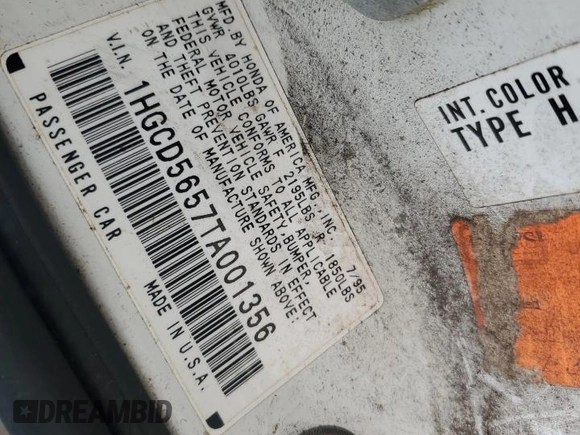 MFD BY HONDA OF AMERICA MFG., INC. 7/95
GVWR 4010LBS GAWR F 2195LBS R 1850LBS
THIS VEHICLE CONFORMS TO ALL APPLICABLE
FEDERAL MOTOR VEHICLE SAFETY BUMPER,
AND THEFT PREVENTION STANDARDS IN EFFECT
ON THE DATE OF MANUFACTURE SHOWN ABOVE:
V.I.N. 1HGCD5657TA001356
PASSENGER CAR MADE IN U.S.A.
INT. COLOR
TYPE H
DREAMBID